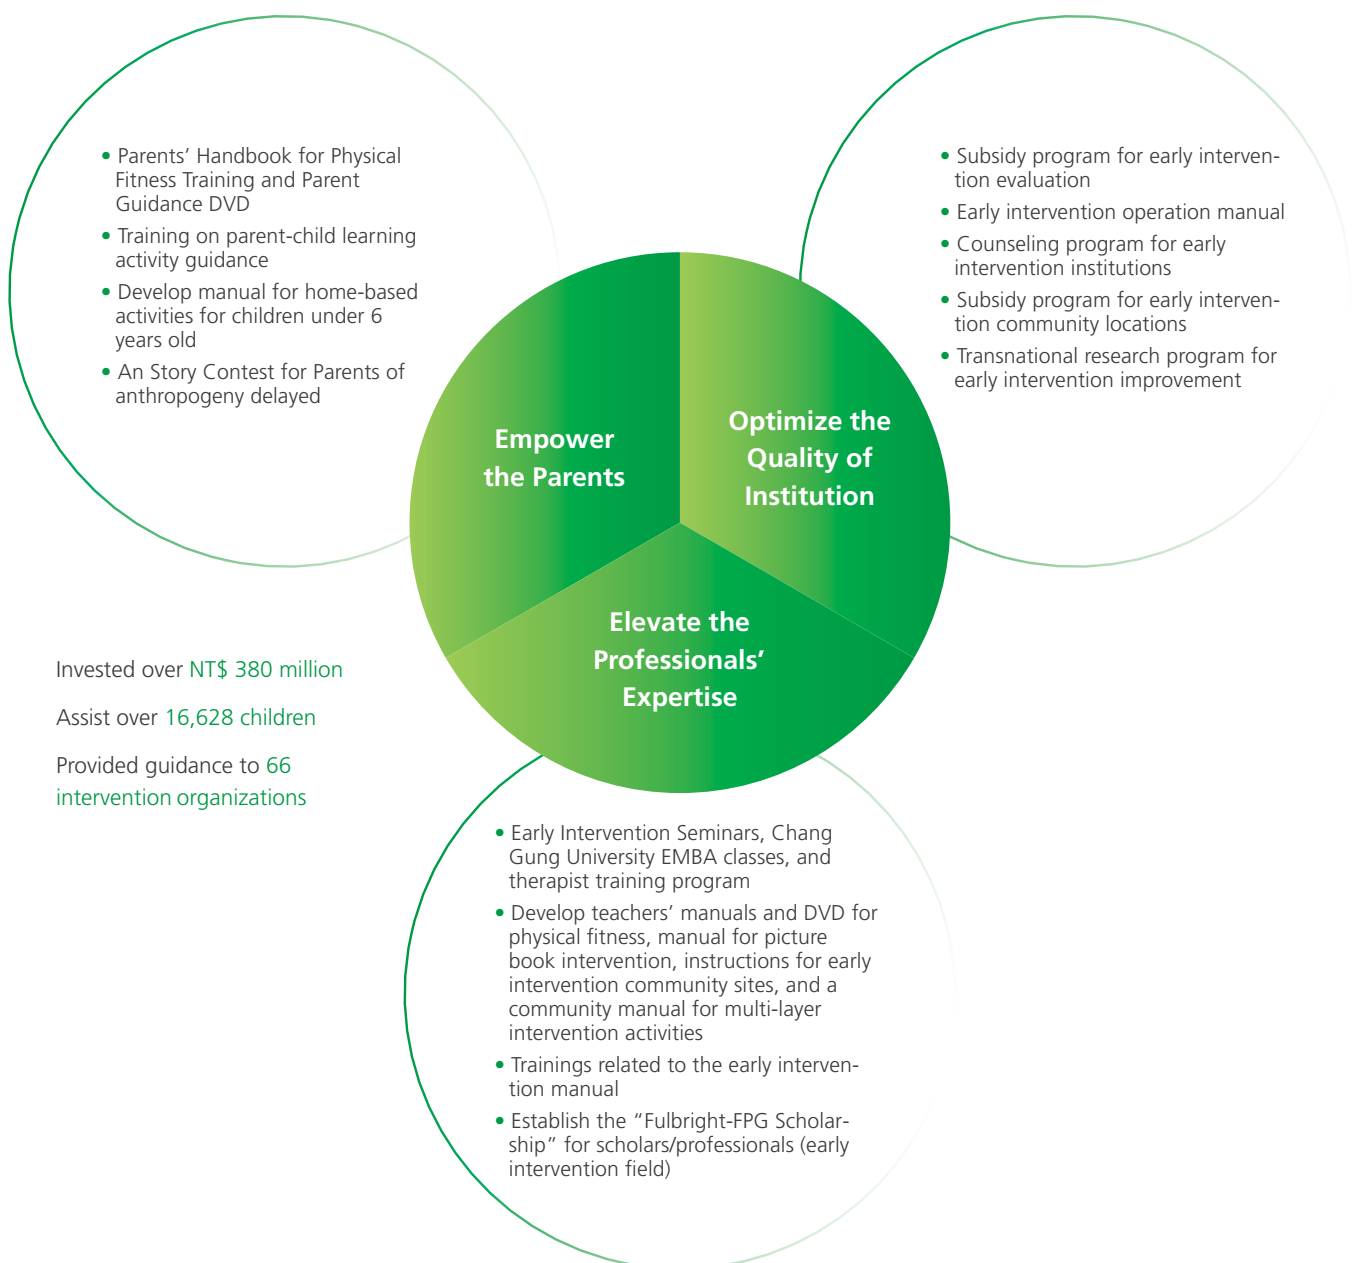 • Parents’ Handbook for Physical
Fitness Training and Parent
Guidance DVD
• Training on parent-child learning
activity guidance
• Develop manual for home-based
activities for children under 6
years old
• An Story Contest for Parents of
anthropogeny delayed
• Subsidy program for early interven-
tion evaluation
• Early intervention operation manual
• Counseling program for early
intervention institutions
• Subsidy program for early interven-
tion community locations
• Transnational research program for
early intervention improvement
Empower
the Parents
Optimize the
Quality of
Institution
Elevate the
Professionals’
Expertise
Invested over NT$ 380 million
Assist over 16,628 children
Provided guidance to 66
intervention organizations
• Early Intervention Seminars, Chang
Gung University EMBA classes, and
therapist training program
• Develop teachers’ manuals and DVD for
physical fitness, manual for picture
book intervention, instructions for early
intervention community sites, and a
community manual for multi-layer
intervention activities
• Trainings related to the early interven-
tion manual
• Establish the “Fulbright-FPG Scholar-
ship” for scholars/professionals (early
intervention field)